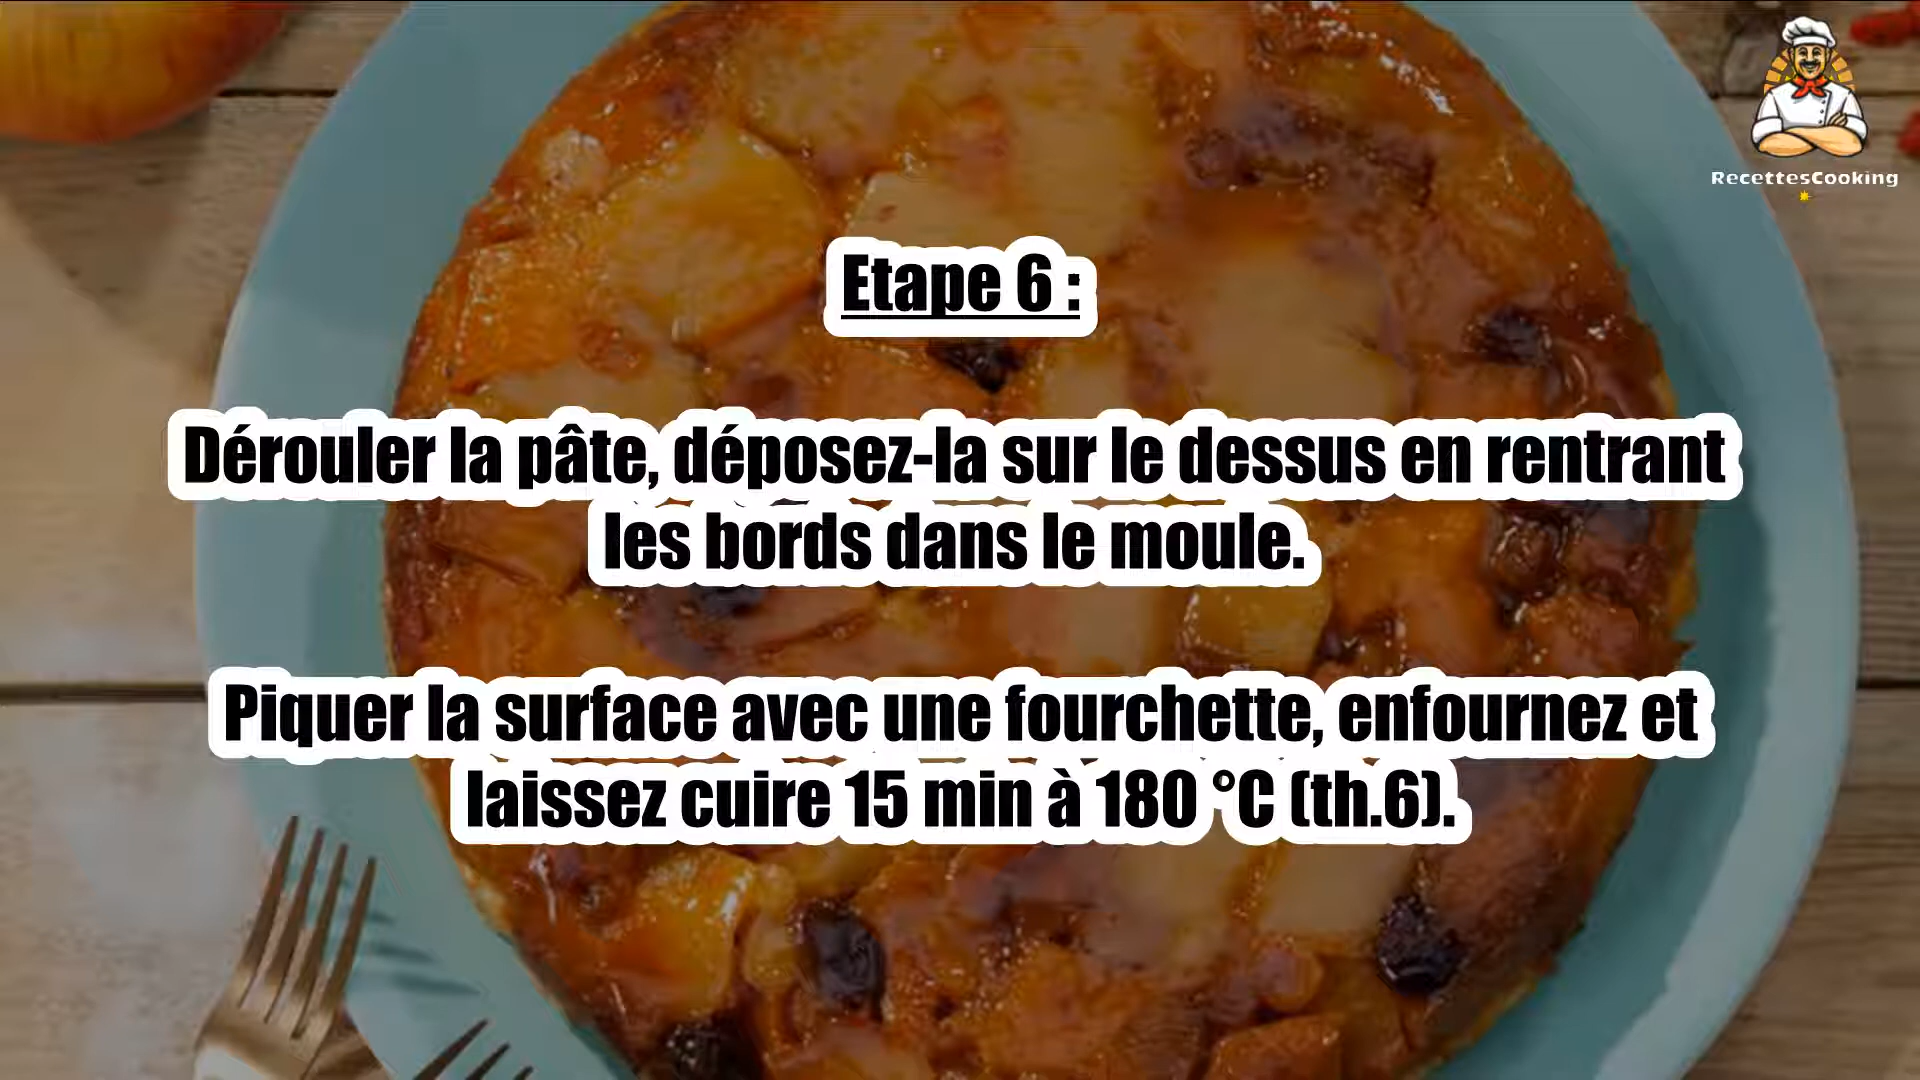 RecettesCooking
Etape 6 :
Dérouler la pâte, déposez-la sur le dessus en rentrant
les bords dans le moule.
Piquer la surface avec une fourchette, enfournez et
laissez cuire 15 min à 180 °C (th.6).